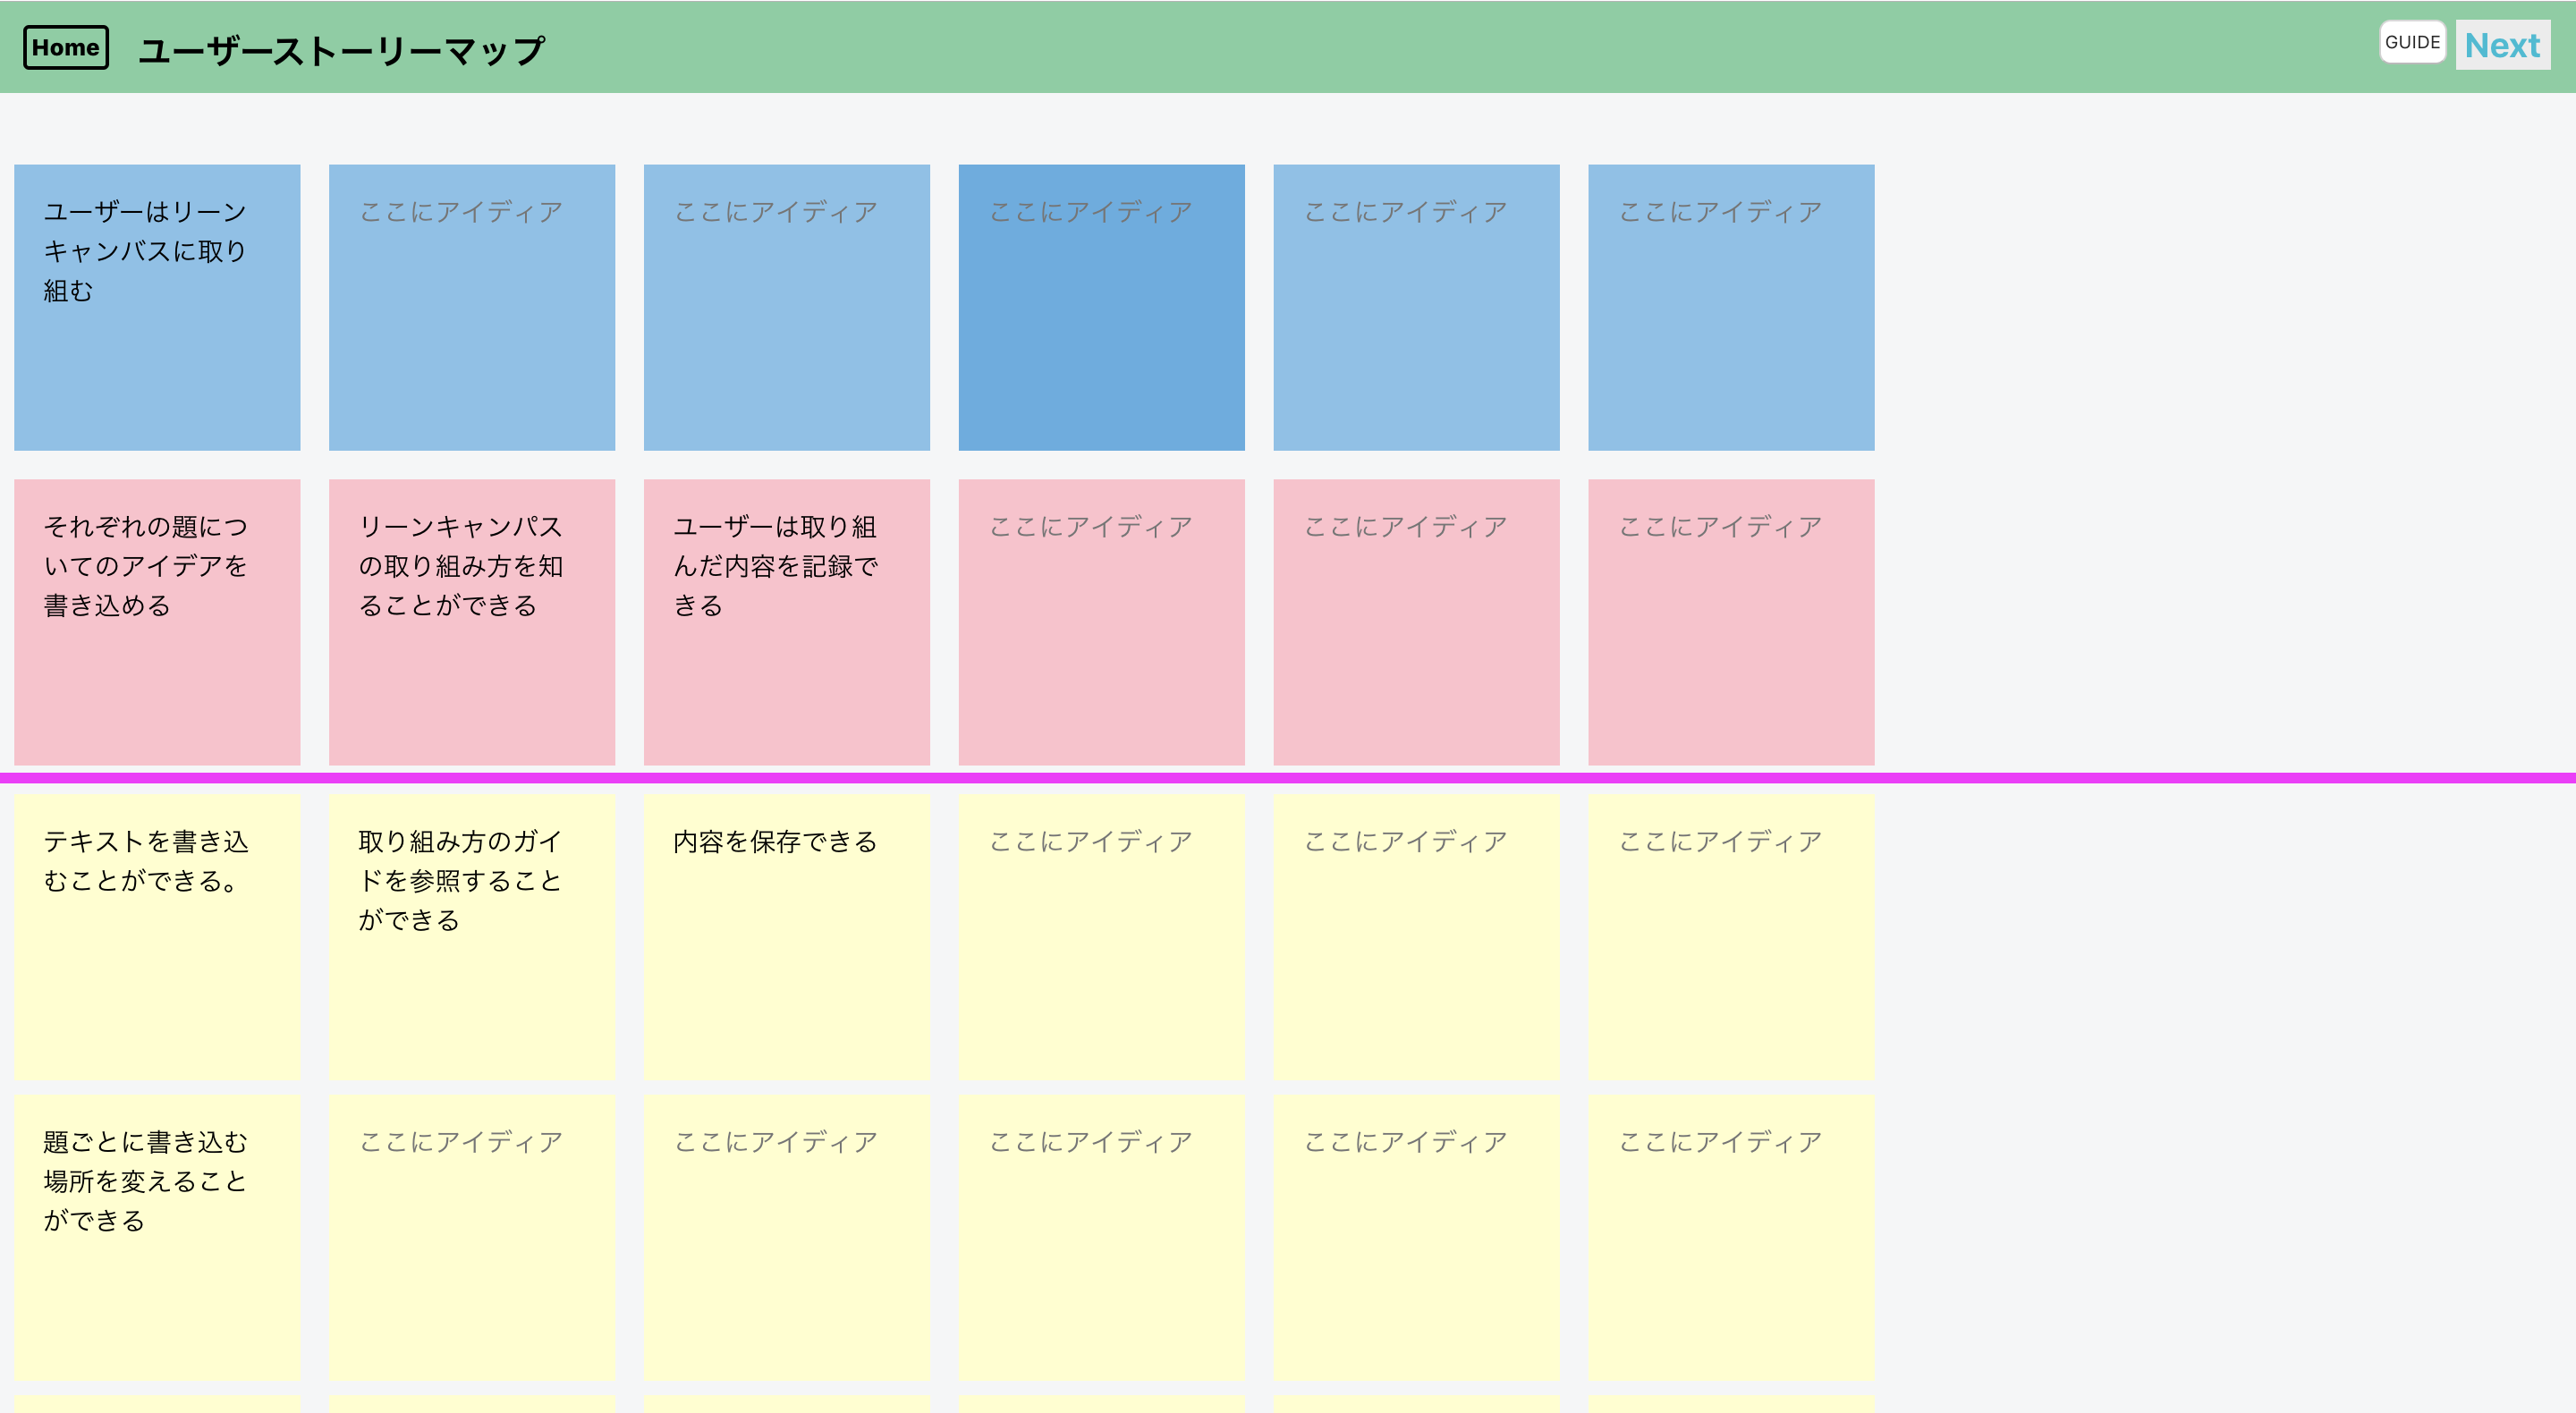 Home
ユーザーストーリーマップ
GUIDE
Next
ユーザーはリーン
キャンバスに取り
組む
ここにアイディア
ここにアイディア
ここにアイディア
ここにアイディア
ここにアイディア
それぞれの題につ
いてのアイデアを
書き込める
リーンキャンパス
の取り組み方を知
ることができる
ユーザーは取り組
んだ内容を記録で
きる
ここにアイディア
ここにアイディア
ここにアイディア
テキストを書き込
むことができる。
取り組み方のガイ
ドを参照すること
ができる
内容を保存できる
ここにアイディア
ここにアイディア
ここにアイディア
題ごとに書き込む
場所を変えること
ができる
ここにアイディア
ここにアイディア
ここにアイディア
ここにアイディア
ここにアイディア